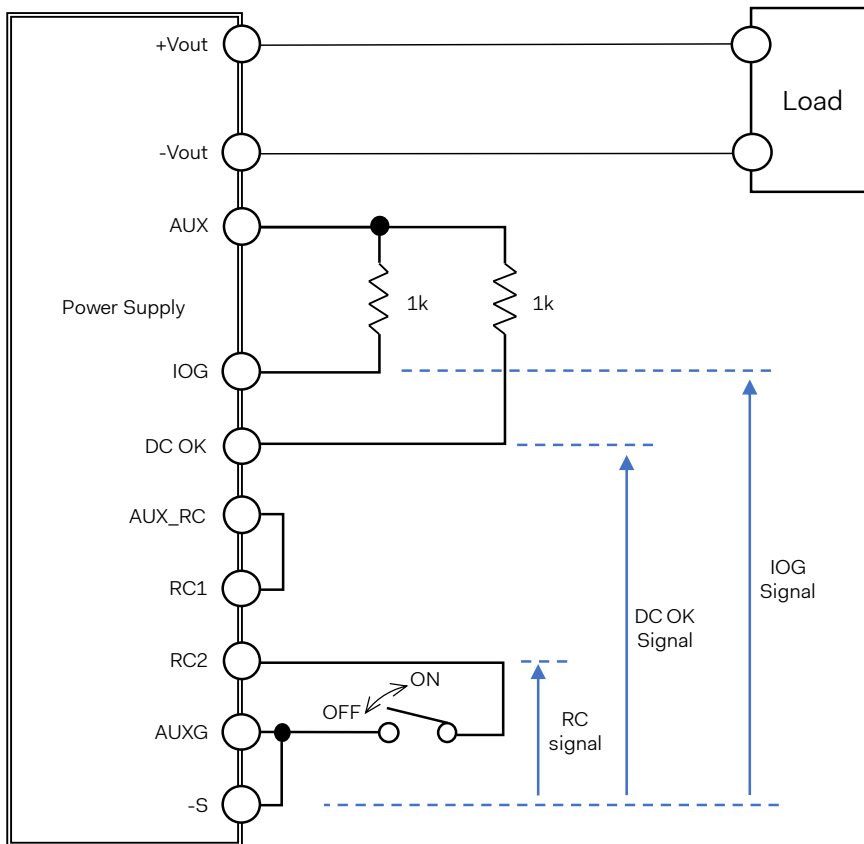 +Vout
Load
-Vout
AUX
Power Supply
1k
1k
IOG
DC OK
AUX_RC
RC1
IOG
Signal
DC OK
Signal
RC2
ON
OFF
RC
signal
AUXG
-S